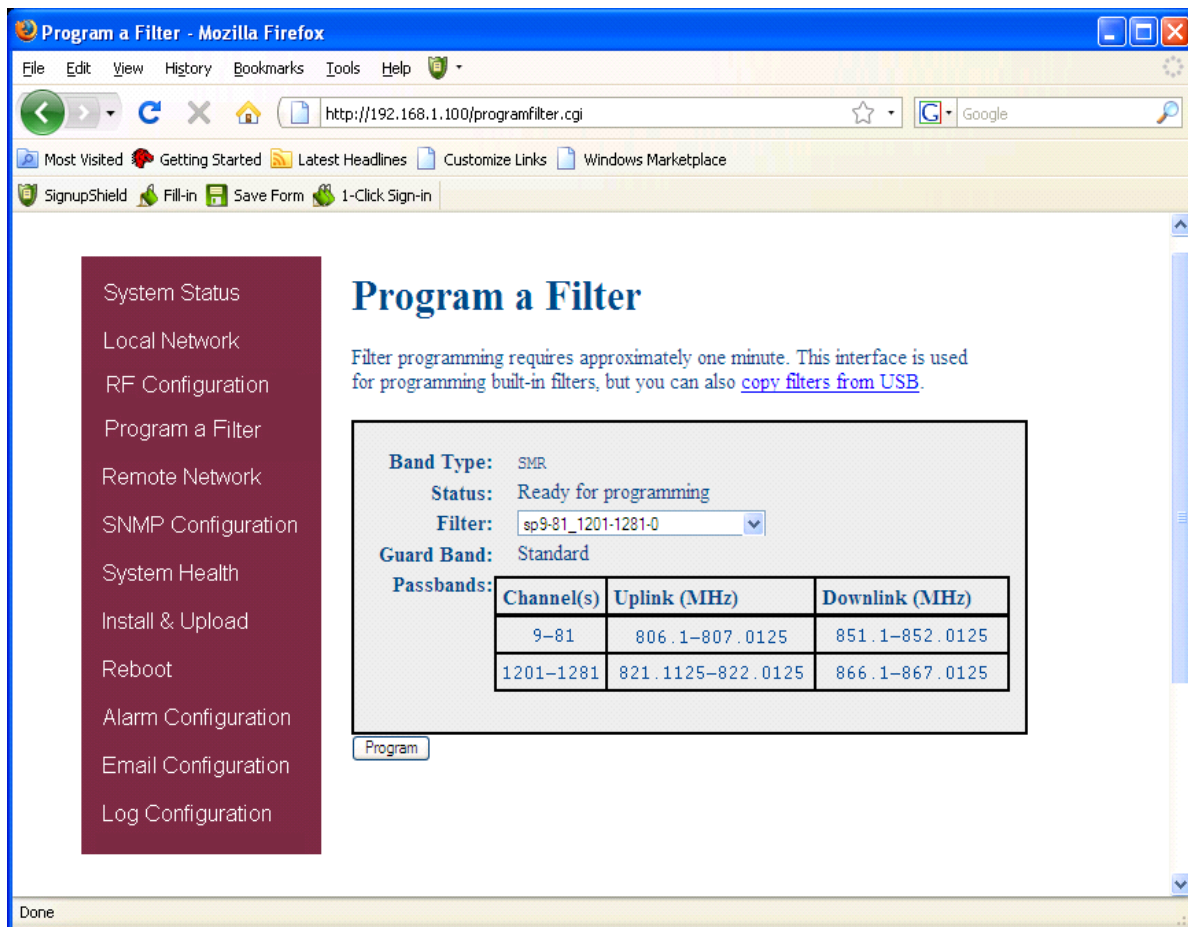 Program a Filter - Mozilla Firefox
File Edit View History Bookmarks Tools Help
http://192.168.1.100/programfilter.cgi
G Google
Most Visited Getting Started Latest Headlines Customize Links Windows Marketplace
SignupShield Fill-in Save Form 1-Click Sign-in
System Status
Local Network
RF Configuration
Program a Filter
Remote Network
SNMP Configuration
System Health
Install & Upload
Reboot
Alarm Configuration
Email Configuration
Log Configuration
Program a Filter
Filter programming requires approximately one minute. This interface is used
for programming built-in filters, but you can also copy filters from USB.
Band Type: SMR
Status: Ready for programming
Filter: sp9-81_1201-1281-0
Guard Band: Standard
Passbands:
Channel(s) Uplink (MHz) Downlink (MHz)
9–81 806.1–807.0125 851.1–852.0125
1201–1281 821.1125–822.0125 866.1–867.0125
Program
Done